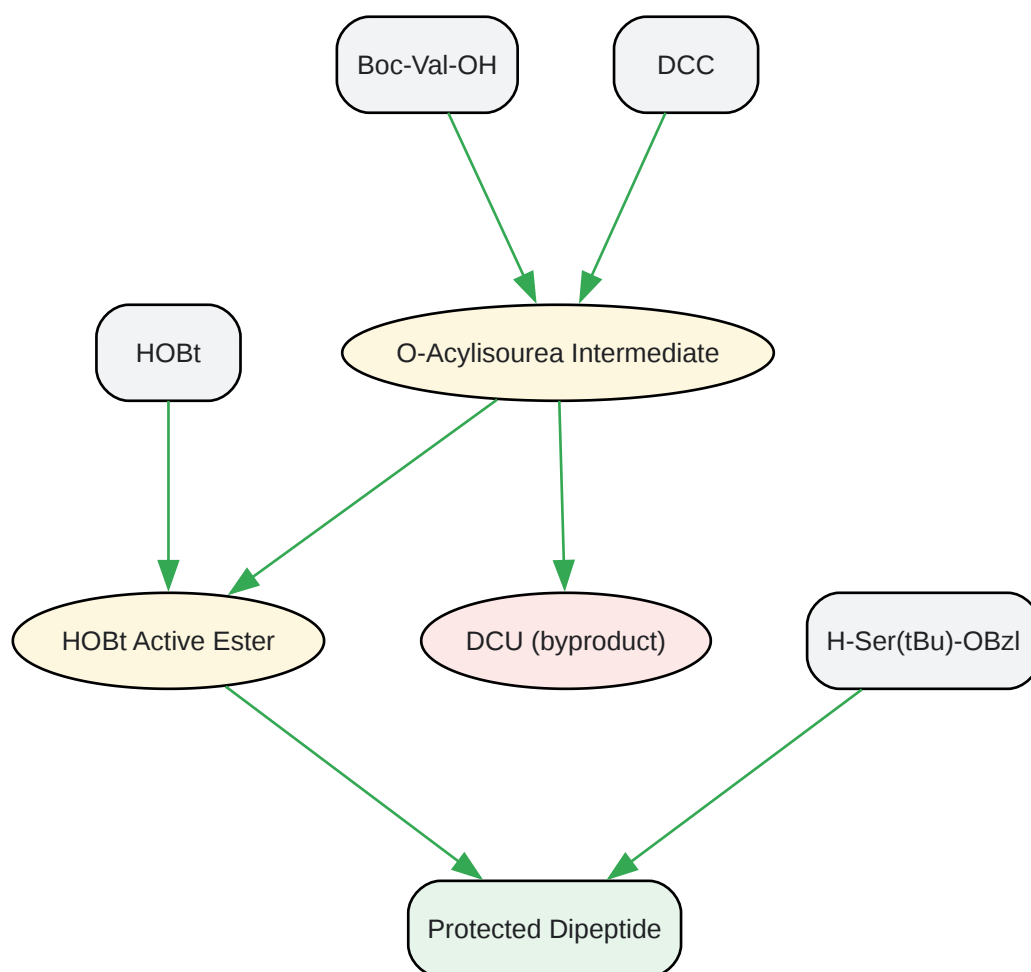 Boc-Val-OH
DCC
HOBt
O-Acylisourea Intermediate
HOBt Active Ester
DCU (byproduct)
H-Ser(tBu)-OBzl
Protected Dipeptide